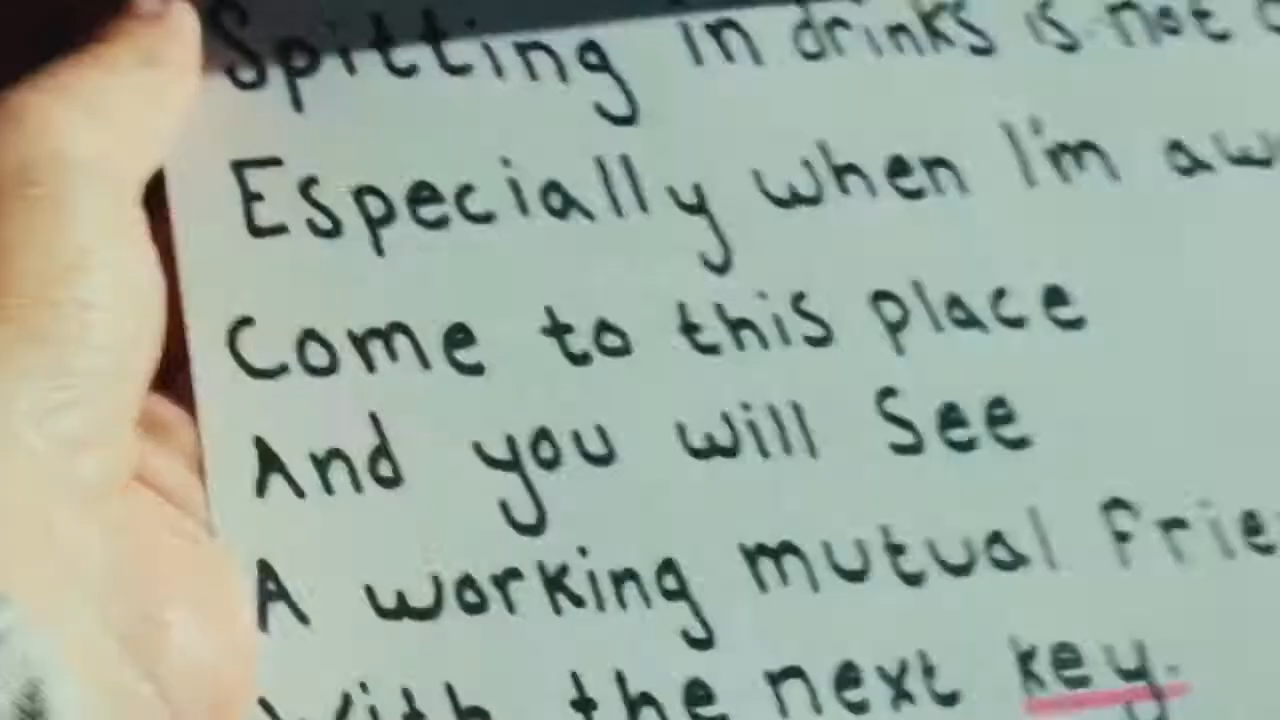 Spitting in drinks is not
Especially when I'm
Come to this place
And you will See
A working mutual
With the next key.